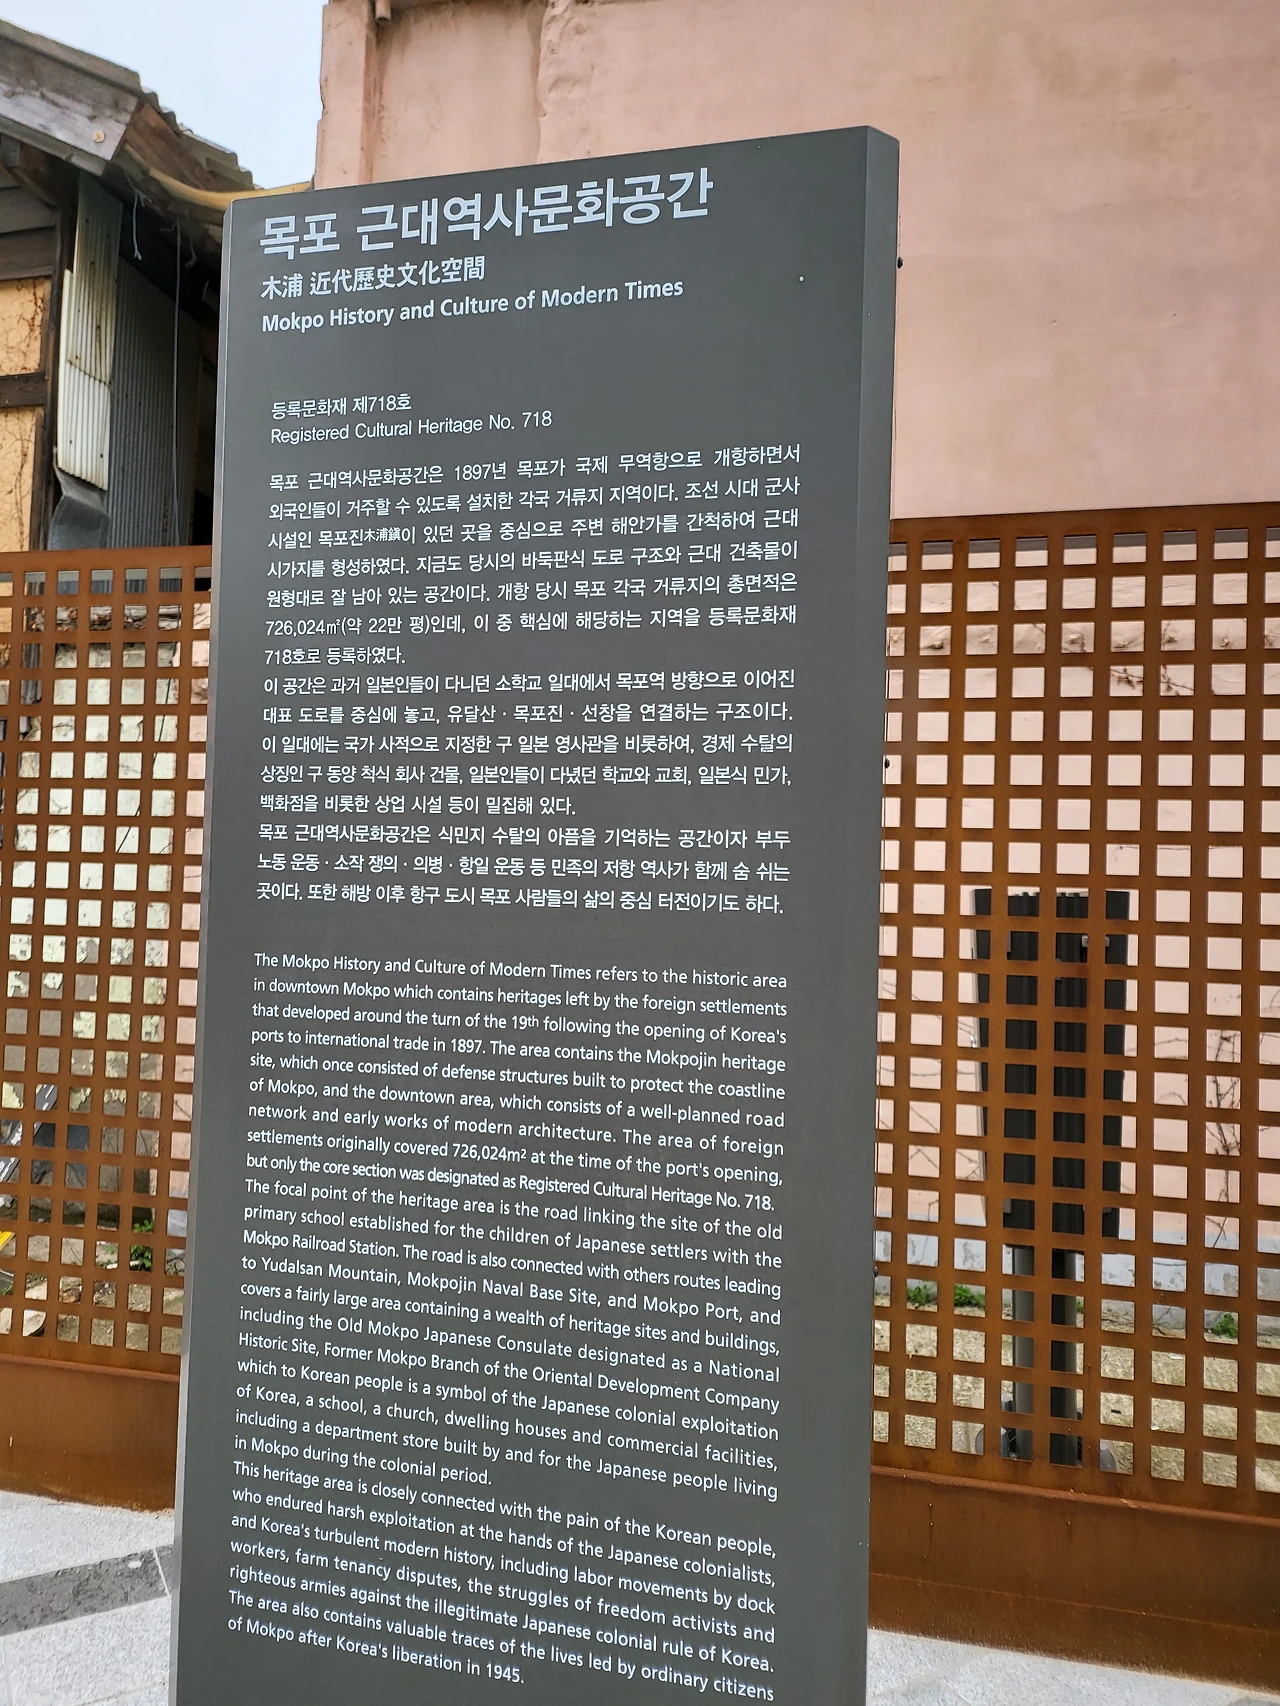 목포 근대역사문화공간
木浦 近代歷史文化空間
Mokpo History and Culture of Modern Times
등록문화재 제718호
Registered Cultural Heritage No. 718
목포 근대역사문화공간은 1897년 목포가 국제 무역항으로 개항하면서
외국인들이 거주할 수 있도록 설치한 각국 거류지 지역이다. 조선 시대 군사
시설인 목포진木浦鎭이 있던 곳을 중심으로 주변 해안가를 간척하여 근대
시가지를 형성하였다. 지금도 당시의 바둑판식 도로 구조와 근대 건축물이
원형대로 잘 남아 있는 공간이다. 개항 당시 목포 각국 거류지의 총면적은
726,024㎡(약 22만 평)인데, 이 중 핵심에 해당하는 지역을 등록문화재
718호로 등록하였다.
이 공간은 과거 일본인들이 다니던 소학교 일대에서 목포역 방향으로 이어진
대표 도로를 중심에 놓고, 유달산 · 목포진 · 선창을 연결하는 구조이다.
이 일대에는 국가 사적으로 지정한 구 일본 영사관을 비롯하여, 경제 수탈의
상징인 구 동양 척식 회사 건물, 일본인들이 다녔던 학교와 교회, 일본식 민가,
백화점을 비롯한 상업 시설 등이 밀집해 있다.
목포 근대역사문화공간은 식민지 수탈의 아픔을 기억하는 공간이자 부두
노동 운동 · 소작 쟁의 · 의병 · 항일 운동 등 민족의 저항 역사가 함께 숨 쉬는
곳이다. 또한 해방 이후 항구 도시 목포 사람들의 삶의 중심 터전이기도 하다.
The Mokpo History and Culture of Modern Times refers to the historic area
in downtown Mokpo which contains heritages left by the foreign settlements
that developed around the turn of the 19th following the opening of Korea's
ports to international trade in 1897. The area contains the Mokpojin heritage
site, which once consisted of defense structures built to protect the coastline
of Mokpo, and the downtown area, which consists of a well-planned road
network and early works of modern architecture. The area of foreign
settlements originally covered 726,024m² at the time of the port's opening,
but only the core section was designated as Registered Cultural Heritage No. 718.
The focal point of the heritage area is the road linking the site of the old
primary school established for the children of Japanese settlers with the
Mokpo Railroad Station. The road is also connected with others routes leading
to Yudalsan Mountain, Mokpojin Naval Base Site, and Mokpo Port, and
covers a fairly large area containing a wealth of heritage sites and buildings,
including the Old Mokpo Japanese Consulate designated as a National
Historic Site, Former Mokpo Branch of the Oriental Development Company
which to Korean people is a symbol of the Japanese colonial exploitation
of Korea, a school, a church, dwelling houses and commercial facilities,
including a department store built by and for the Japanese people living
in Mokpo during the colonial period.
This heritage area is closely connected with the pain of the Korean people,
who endured harsh exploitation at the hands of the Japanese colonialists,
and Korea's turbulent modern history, including labor movements by dock
workers, farm tenancy disputes, the struggles of freedom activists and
righteous armies against the illegitimate Japanese colonial rule of Korea.
The area also contains valuable traces of the lives led by ordinary citizens
of Mokpo after Korea's liberation in 1945.